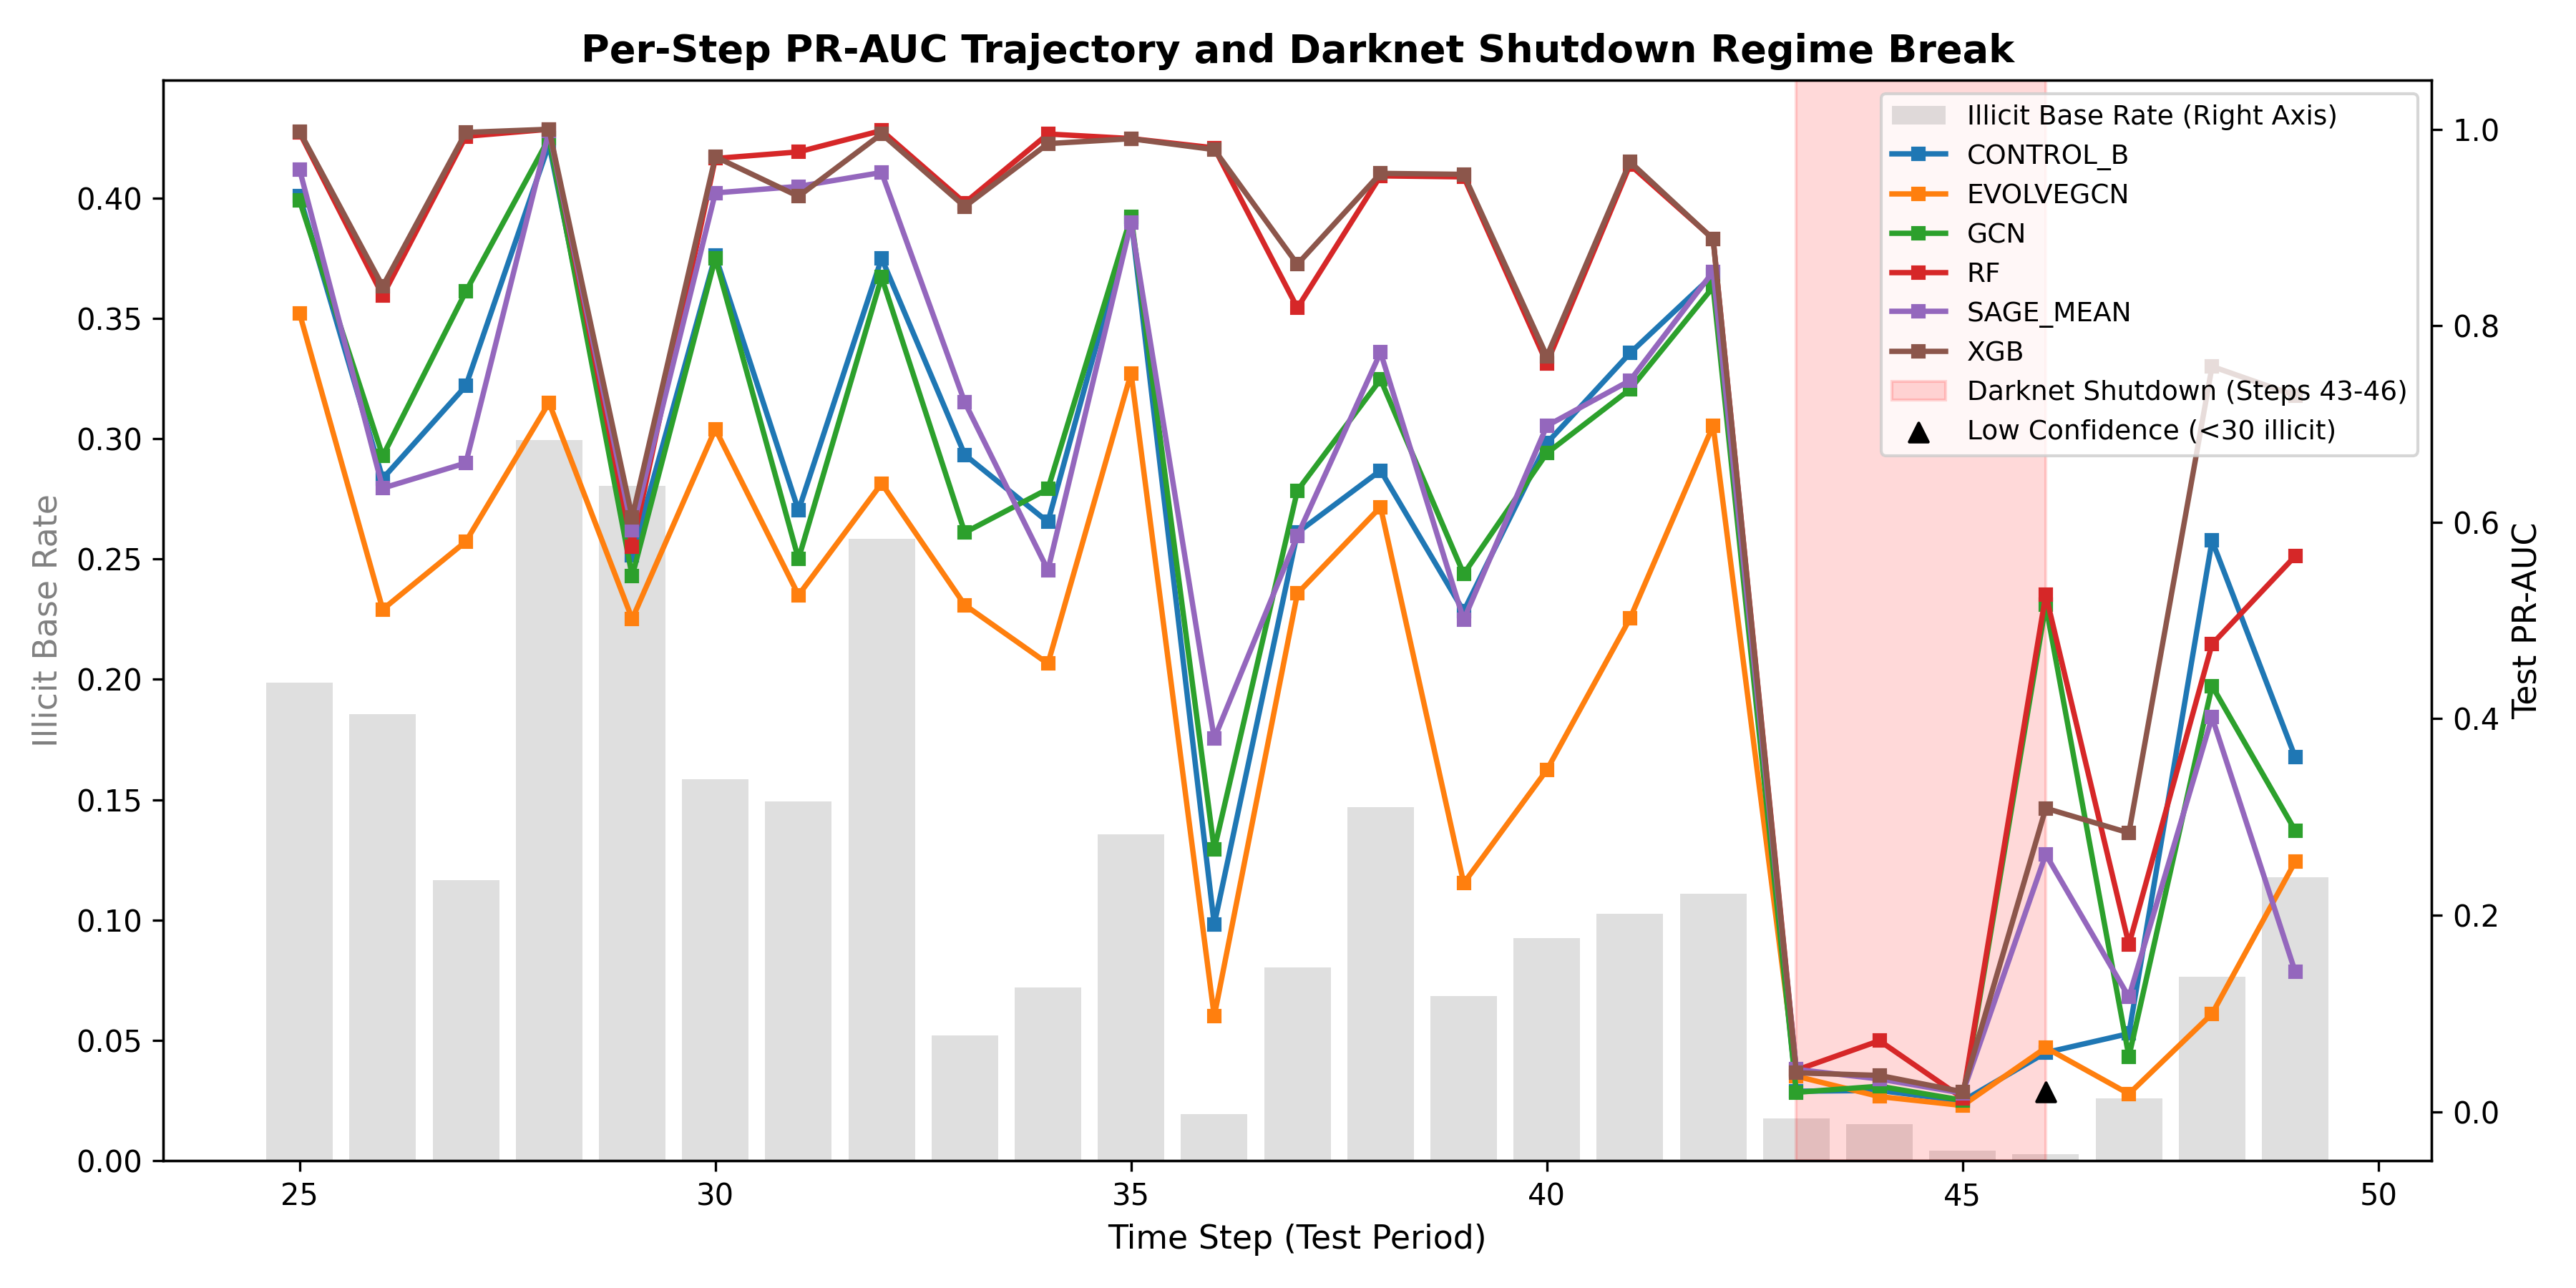 Per-Step PR-AUC Trajectory and Darknet Shutdown Regime Break
Illicit Base Rate (Right Axis)
CONTROL_B
EVOLVEGCN
GCN
RF
SAGE_MEAN
XGB
Darknet Shutdown (Steps 43-46)
Low Confidence (<30 illicit)
Illicit Base Rate
0.40
0.35
0.30
0.25
0.20
0.15
0.10
0.05
0.00
1.0
0.8
0.6
0.4
0.2
0.0
Test PR-AUC
25 30 35 40 45 50
Time Step (Test Period)